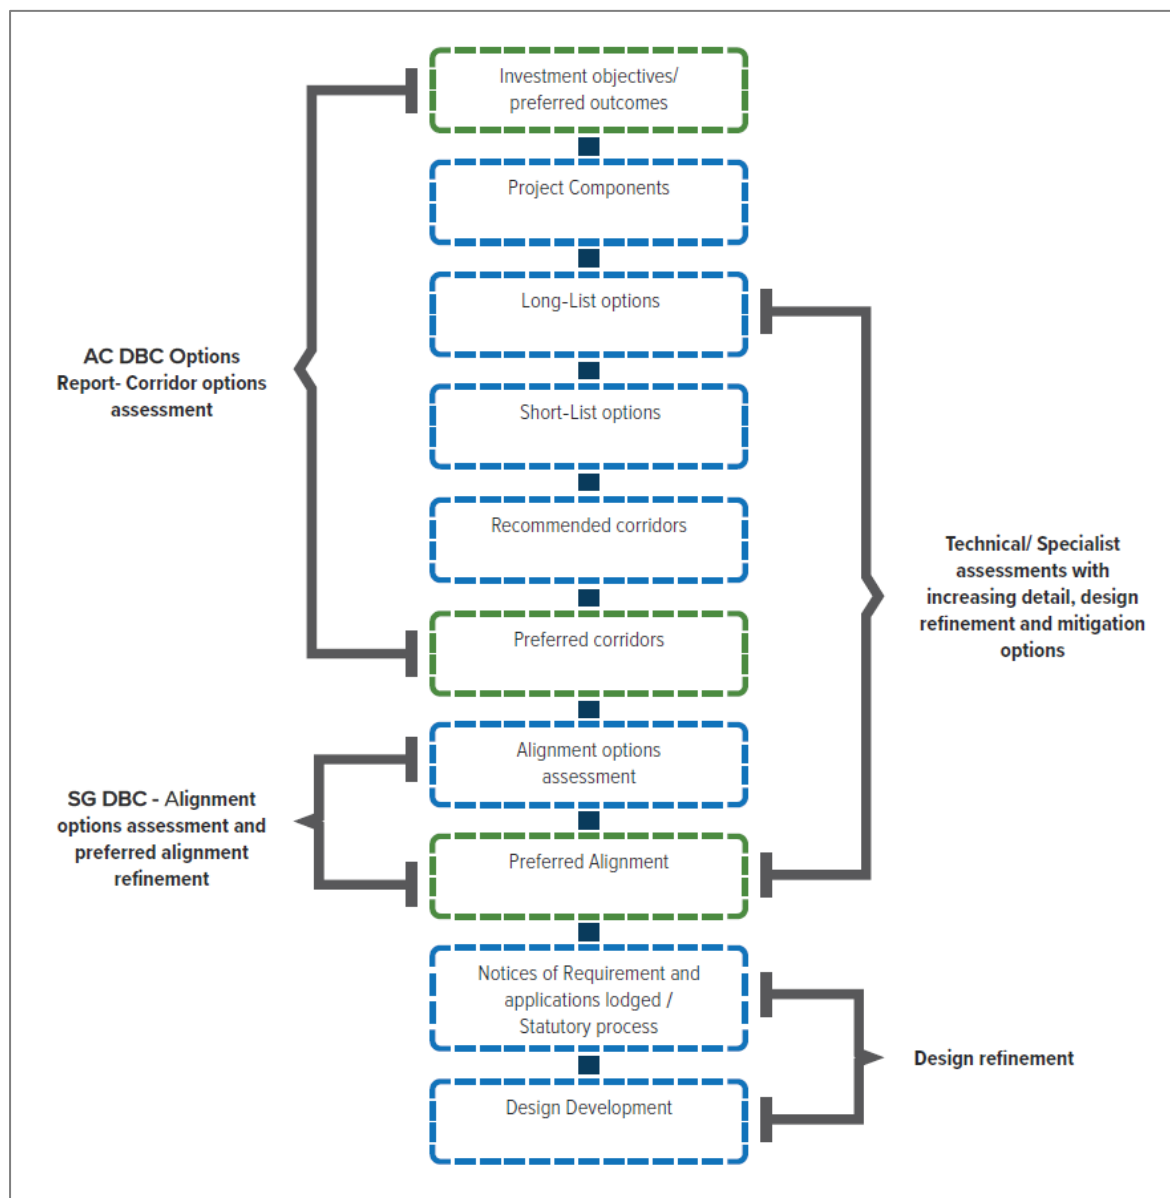 Investment objectives/
preferred outcomes
Project Components
Long-List options
AC DBC Options
Report- Corridor options
assessment
Short-List options
Recommended corridors
Technical/ Specialist
assessments with
increasing detail, design
refinement and mitigation
options
Preferred corridors
Alignment options
assessment
SG DBC - Alignment
options assessment and
preferred alignment
refinement
Preferred Alignment
Notices of Requirement and
applications lodged /
Statutory process
Design refinement
Design Development